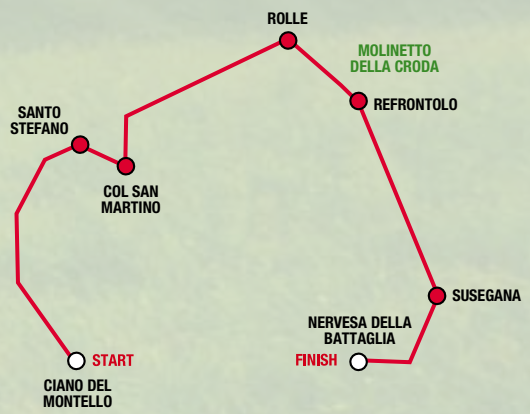 ROLLE
MOLINETTO
DELLA CRODA
REFRONTOLO
SANTO
STEFANO
COL SAN
MARTINO
SUSEGANA
NERVESA DELLA
BATTAGLIA
START
FINISH
CIANO DEL
MONTELLO